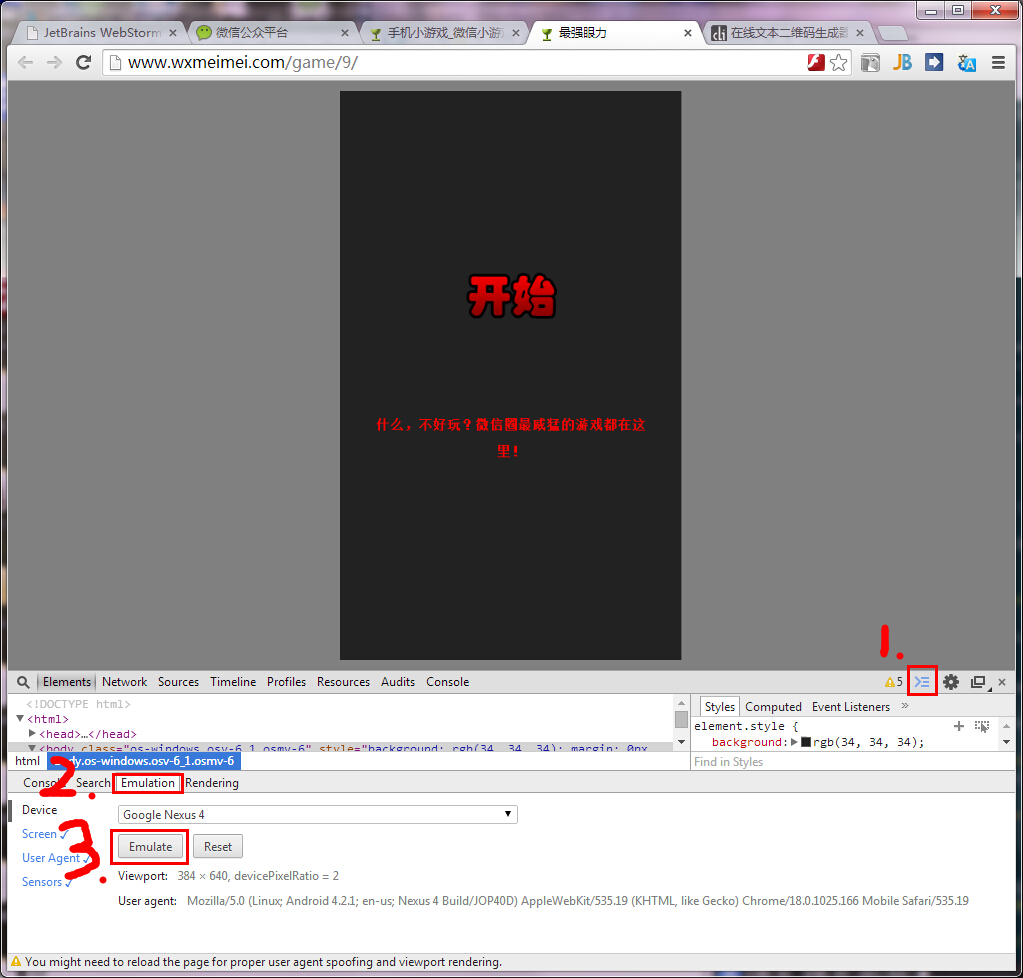 JetBrains WebStorm
微信公众平台
手机小游戏_微信小游
最强眼力
在线文本二维码生成器
www.wxmeimei.com/game/9/
JB
开始
什么，不好玩？微信圈最威猛的游戏都在这
里！
1.
Elements Network Sources Timeline Profiles Resources Audits Console
5
<!DOCTYPE html>
<html>
<head>…</head>
<body class="os-windows osv-6_1 osmv-6" style="background: rgb(34, 34, 34); margin: 0px
Styles Computed Event Listeners »
element.style {
background: rgb(34, 34, 34);
Find in Styles
html dy.os-windows.osv-6_1.osmv-6
2.
Conso Search Emulation Rendering
Device
Google Nexus 4
Screen ✓
3.
Emulate Reset
User Agent ✓
Viewport: 384 × 640, devicePixelRatio = 2
Sensors ✓
User agent: Mozilla/5.0 (Linux; Android 4.2.1; en-us; Nexus 4 Build/JOP40D) AppleWebKit/535.19 (KHTML, like Gecko) Chrome/18.0.1025.166 Mobile Safari/535.19
You might need to reload the page for proper user agent spoofing and viewport rendering.